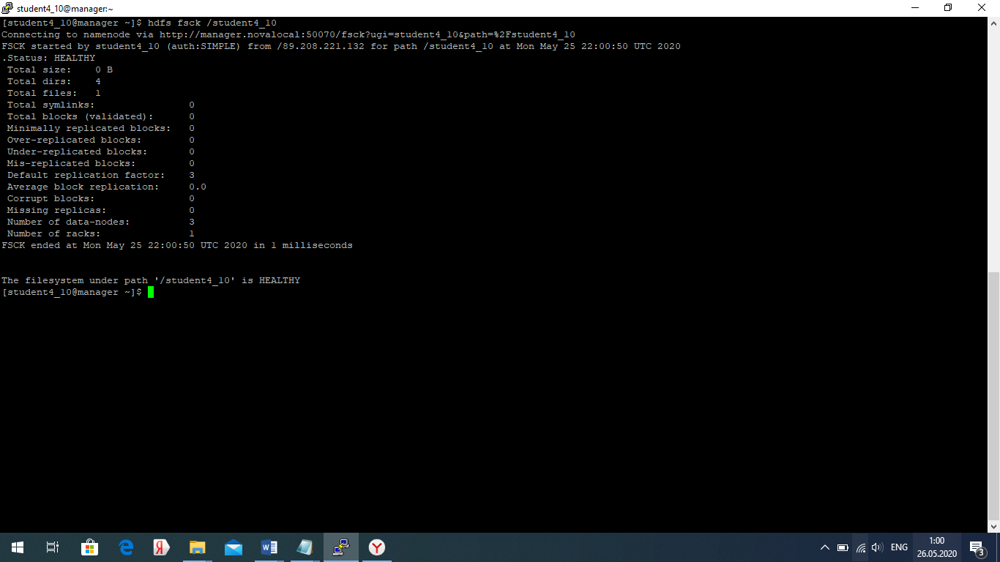 student4_10@manager:~
[student4_10@manager ~]$ hdfs fsck /student4_10
Connecting to namenode via http://manager.novalocal:50070/fsck?ugi=student4_10&path=%2Fstudent4_10
FSCK started by student4_10 (auth:SIMPLE) from /89.208.221.132 for path /student4_10 at Mon May 25 22:00:50 UTC 2020
.Status: HEALTHY
Total size: 0 B
Total dirs: 4
Total files: 1
Total symlinks: 0
Total blocks (validated): 0
Minimally replicated blocks: 0
Over-replicated blocks: 0
Under-replicated blocks: 0
Mis-replicated blocks: 0
Default replication factor: 3
Average block replication: 0.0
Corrupt blocks: 0
Missing replicas: 0
Number of data-nodes: 3
Number of racks: 1
FSCK ended at Mon May 25 22:00:50 UTC 2020 in 1 milliseconds
The filesystem under path '/student4_10' is HEALTHY
[student4_10@manager ~]$
ENG
1:00
26.05.2020
3